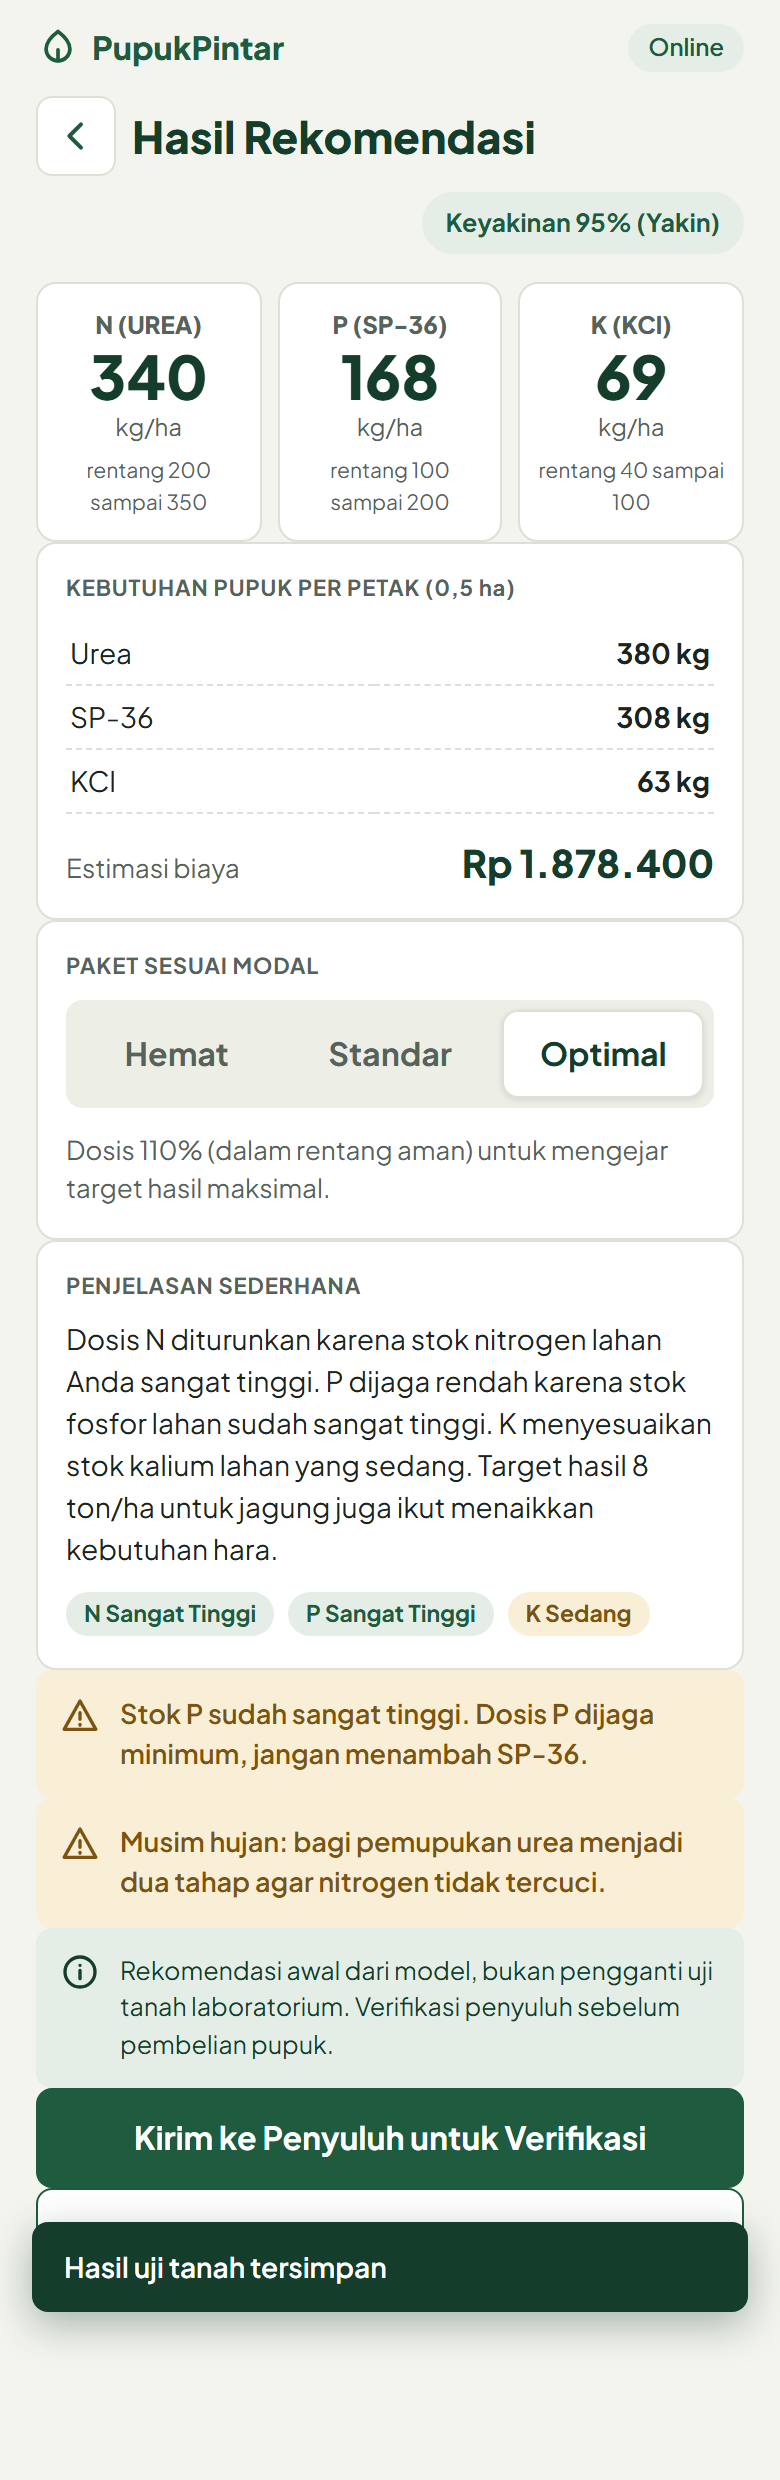 PupukPintar
Online
Hasil Rekomendasi
Keyakinan 95% (Yakin)
N (UREA)
340
kg/ha
rentang 200
sampai 350
P (SP-36)
168
kg/ha
rentang 100
sampai 200
K (KCl)
69
kg/ha
rentang 40 sampai
100
KEBUTUHAN PUPUK PER PETAK (0,5 ha)
Urea 380 kg
SP-36 308 kg
KCl 63 kg
Estimasi biaya Rp 1.878.400
PAKET SESUAI MODAL
Hemat Standar Optimal
Dosis 110% (dalam rentang aman) untuk mengejar
target hasil maksimal.
PENJELASAN SEDERHANA
Dosis N diturunkan karena stok nitrogen lahan
Anda sangat tinggi. P dijaga rendah karena stok
fosfor lahan sudah sangat tinggi. K menyesuaikan
stok kalium lahan yang sedang. Target hasil 8
ton/ha untuk jagung juga ikut menaikkan
kebutuhan hara.
N Sangat Tinggi P Sangat Tinggi K Sedang
Stok P sudah sangat tinggi. Dosis P dijaga
minimum, jangan menambah SP-36.
Musim hujan: bagi pemupukan urea menjadi
dua tahap agar nitrogen tidak tercuci.
Rekomendasi awal dari model, bukan pengganti uji
tanah laboratorium. Verifikasi penyuluh sebelum
pembelian pupuk.
Kirim ke Penyuluh untuk Verifikasi
Hasil uji tanah tersimpan